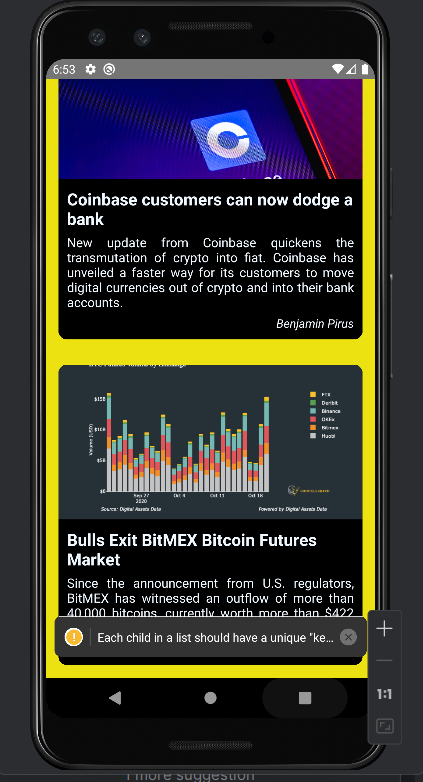 6:53
Coinbase customers can now dodge a
bank
New update from Coinbase quickens the
transmutation of crypto into fiat. Coinbase has
unveiled a faster way for its customers to move
digital currencies out of crypto and into their bank
accounts.
Benjamin Pirus
$15B
$10B
$5B
$0
Volume (USD)
Sep 27
2020
Oct 4
Oct 11
Oct 18
FTX
Deribit
Binance
OKEx
Bitmex
Huobi
Source: Digital Assets Data
Powered by Digital Assets Data
Bulls Exit BitMEX Bitcoin Futures
Market
Since the announcement from U.S. regulators,
BitMEX has witnessed an outflow of more than
40,000 bitcoins, currently worth more than $422
Each child in a list should have a unique "ke...
1:1
1 more suggestion